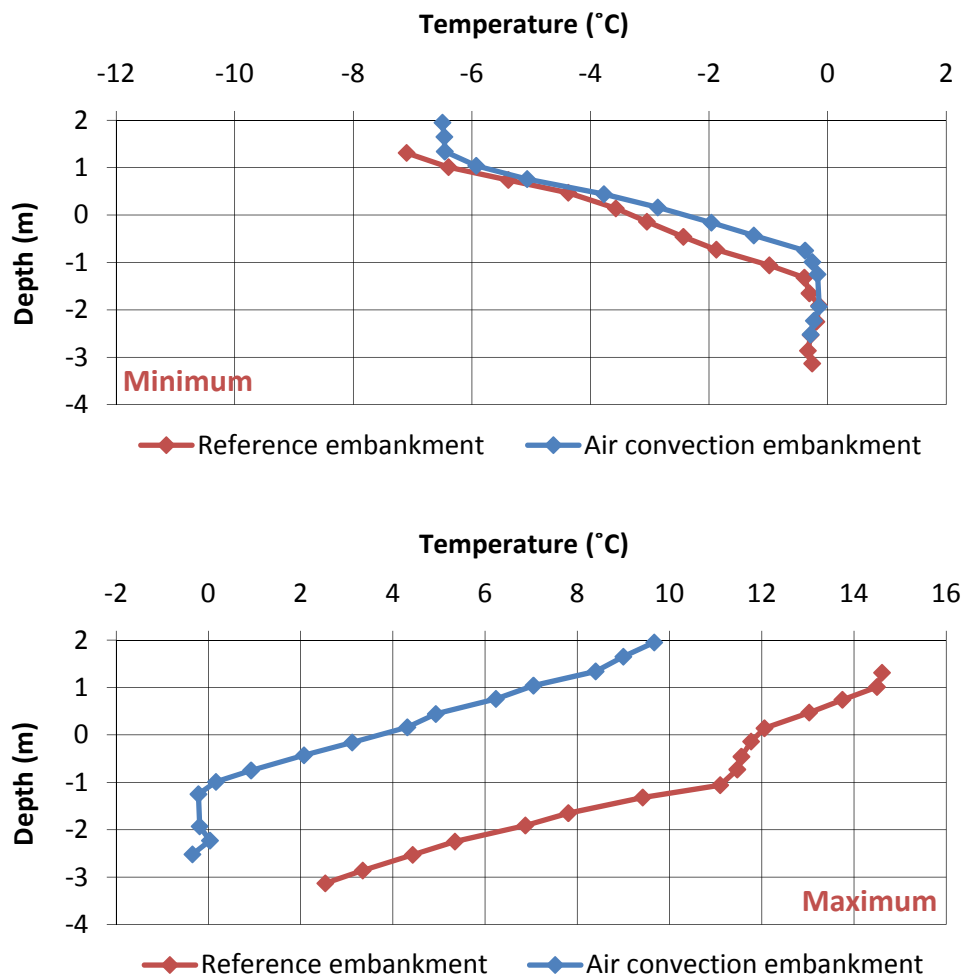 Temperature (˚C)
-12 -10 -8 -6 -4 -2 0 2
2
1
0
-1
-2
-3
-4
Depth (m)
Minimum
Reference embankment Air convection embankment
Temperature (˚C)
-2 0 2 4 6 8 10 12 14 16
2
1
0
-1
-2
-3
-4
Depth (m)
Maximum
Reference embankment Air convection embankment